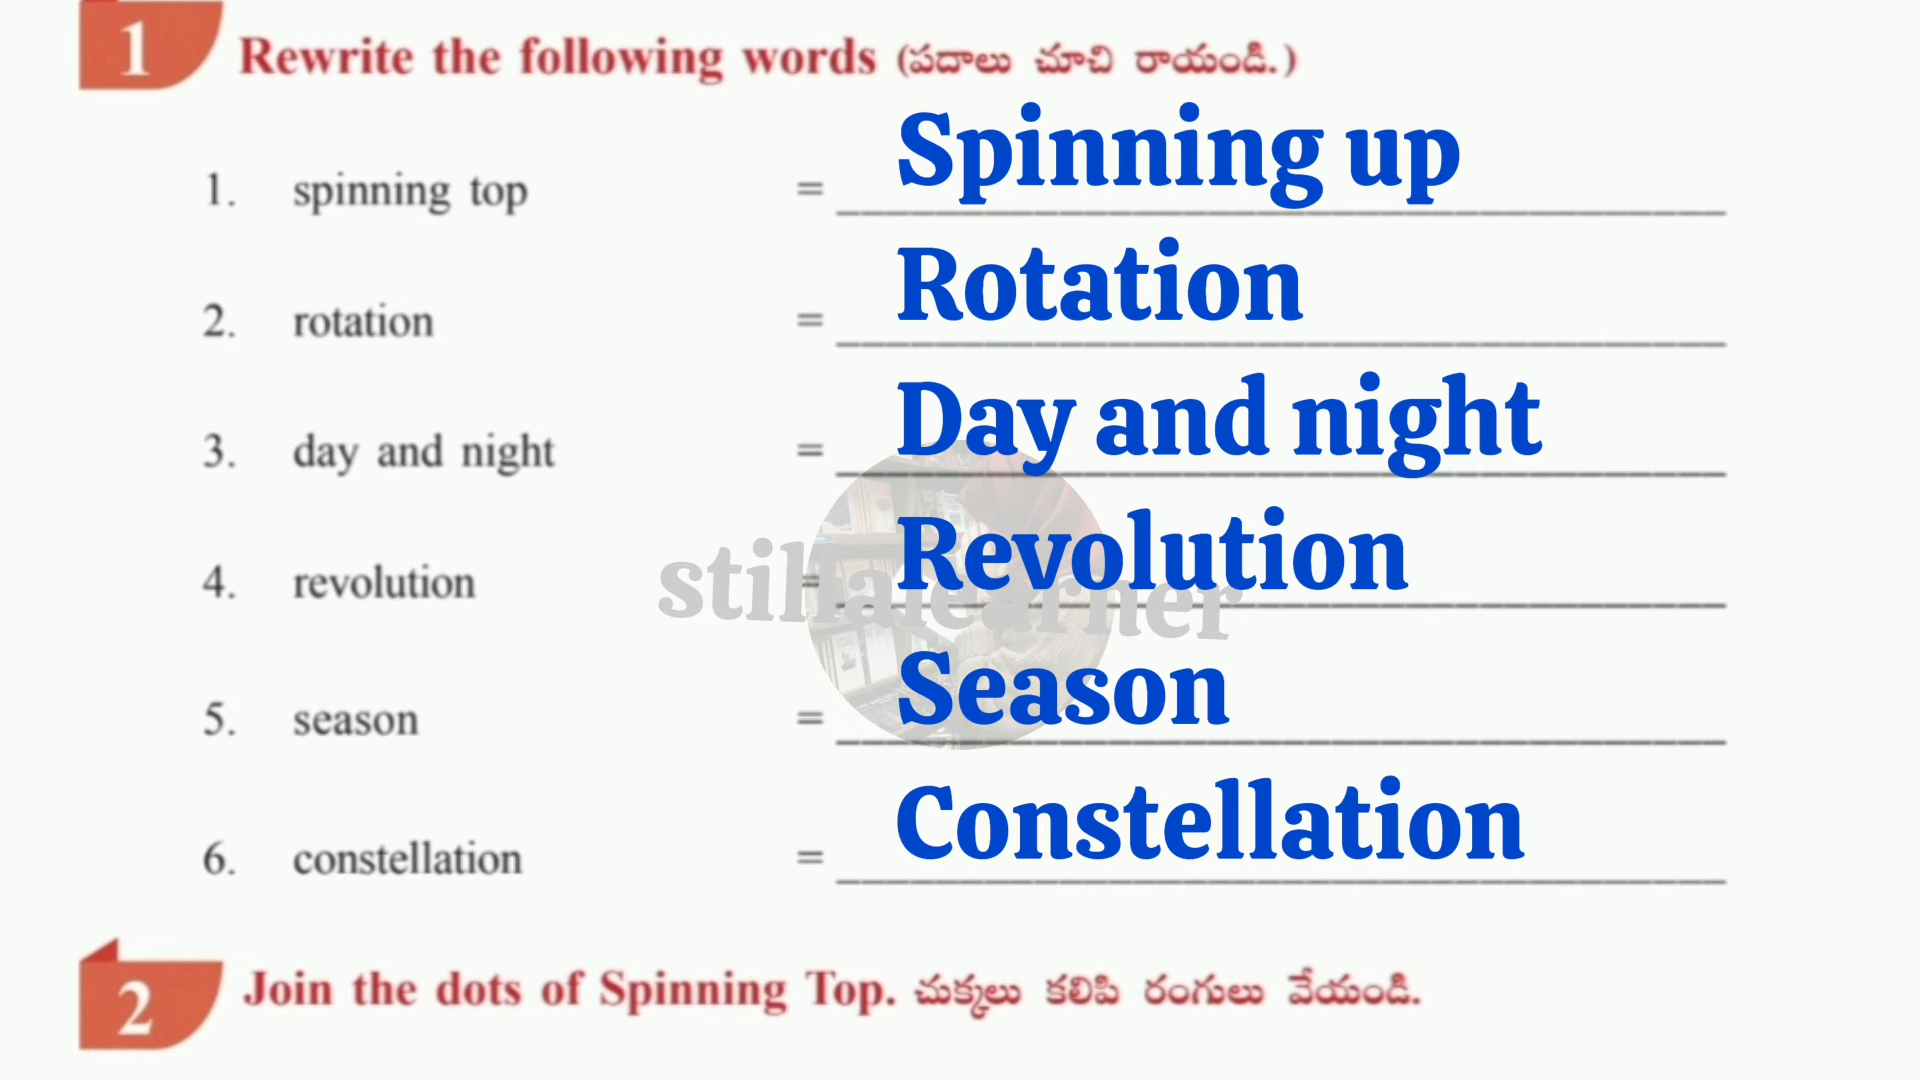 1 Rewrite the following words (పదాలు చూచి రాయండి.)
1. spinning top = Spinning up
2. rotation = Rotation
3. day and night = Day and night
4. revolution = Revolution
stillalearner
5. season = Season
6. constellation = Constellation
2 Join the dots of Spinning Top. చుక్కలు కలిపి రంగులు వేయండి.